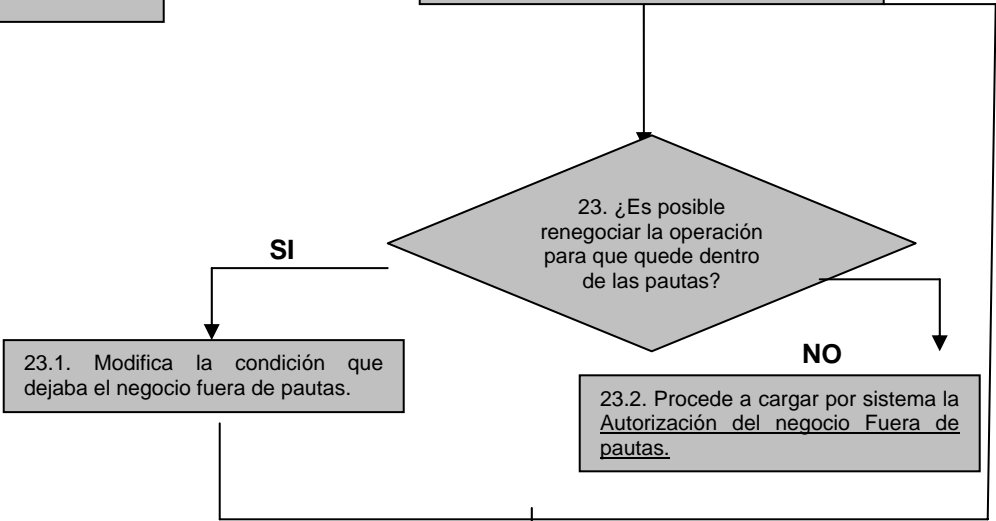 23. ¿Es posible
renegociar la operación
para que quede dentro
de las pautas?
SI
NO
23.1. Modifica la condición que
dejaba el negocio fuera de pautas.
23.2. Procede a cargar por sistema la
Autorización del negocio Fuera de
pautas.